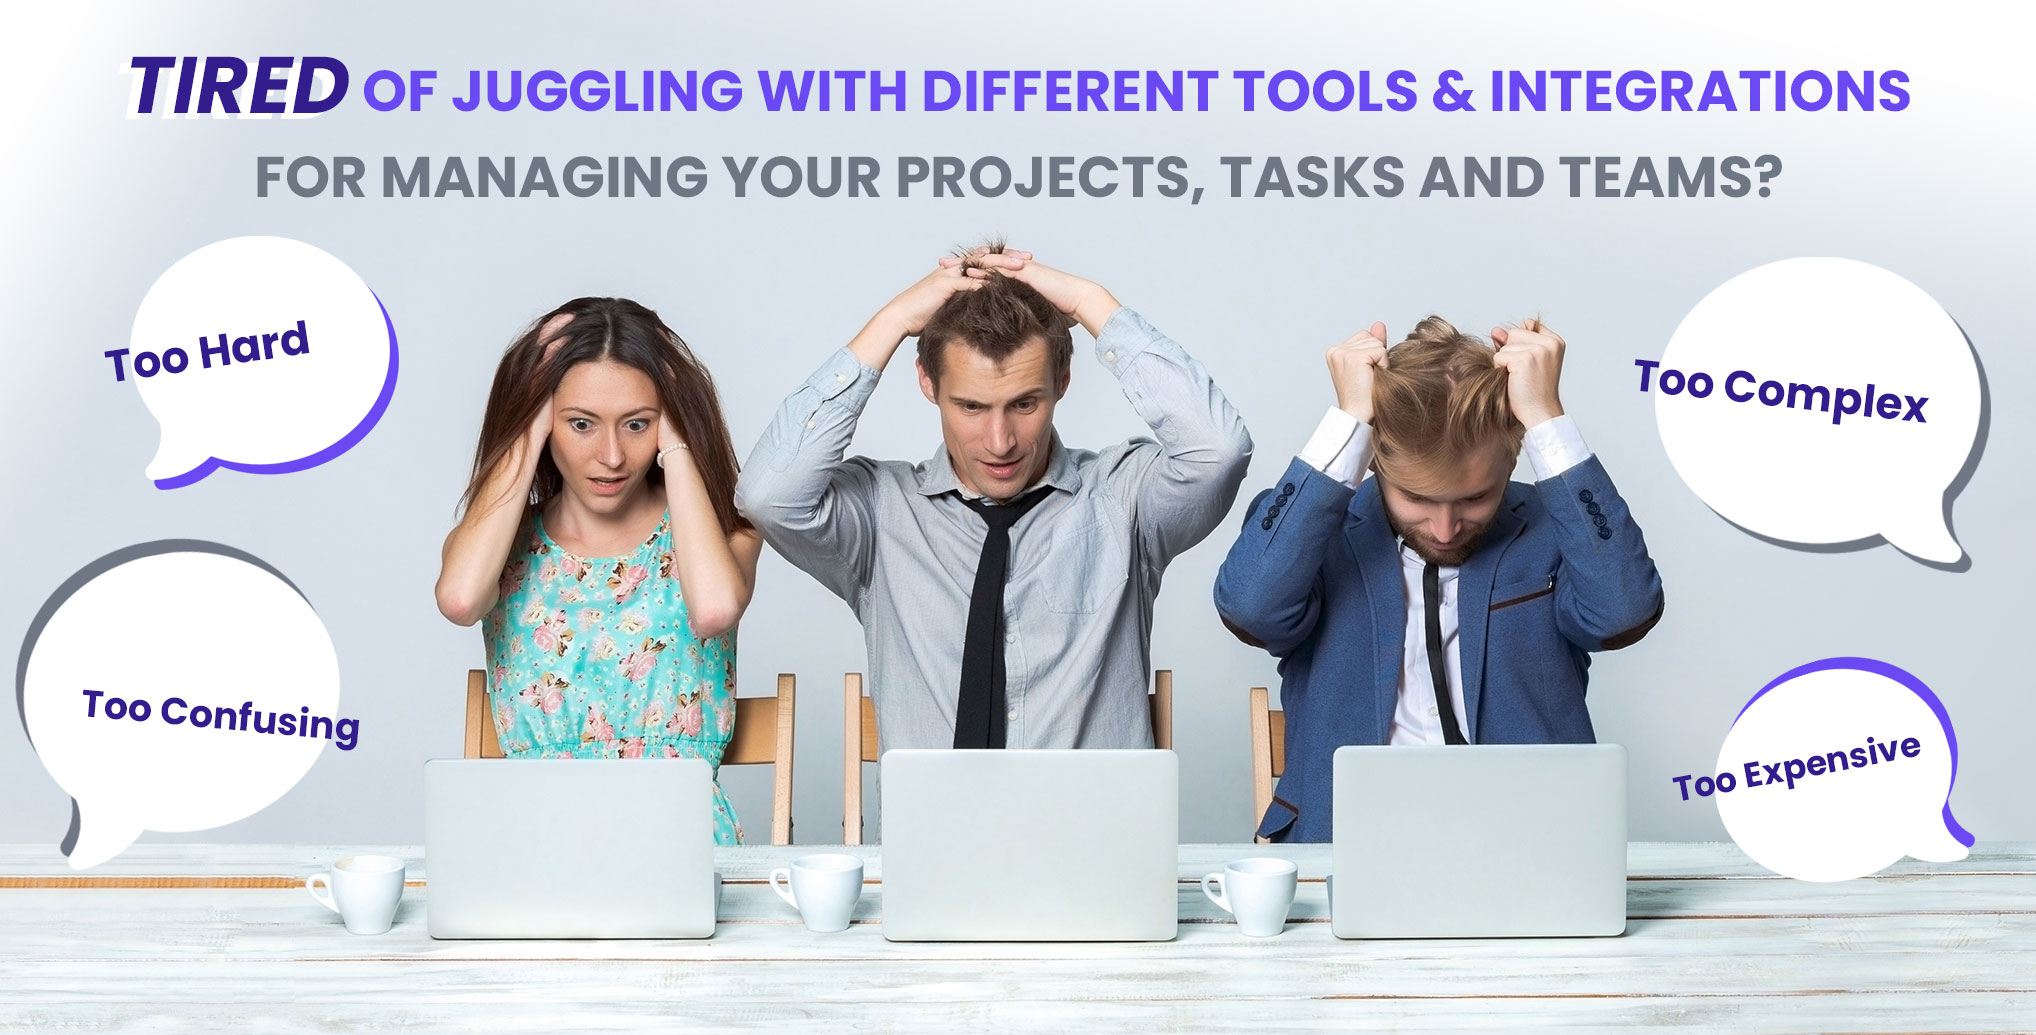 TIRED OF JUGGLING WITH DIFFERENT TOOLS & INTEGRATIONS
FOR MANAGING YOUR PROJECTS, TASKS AND TEAMS?
Too Hard
Too Complex
Too Confusing
Too Expensive